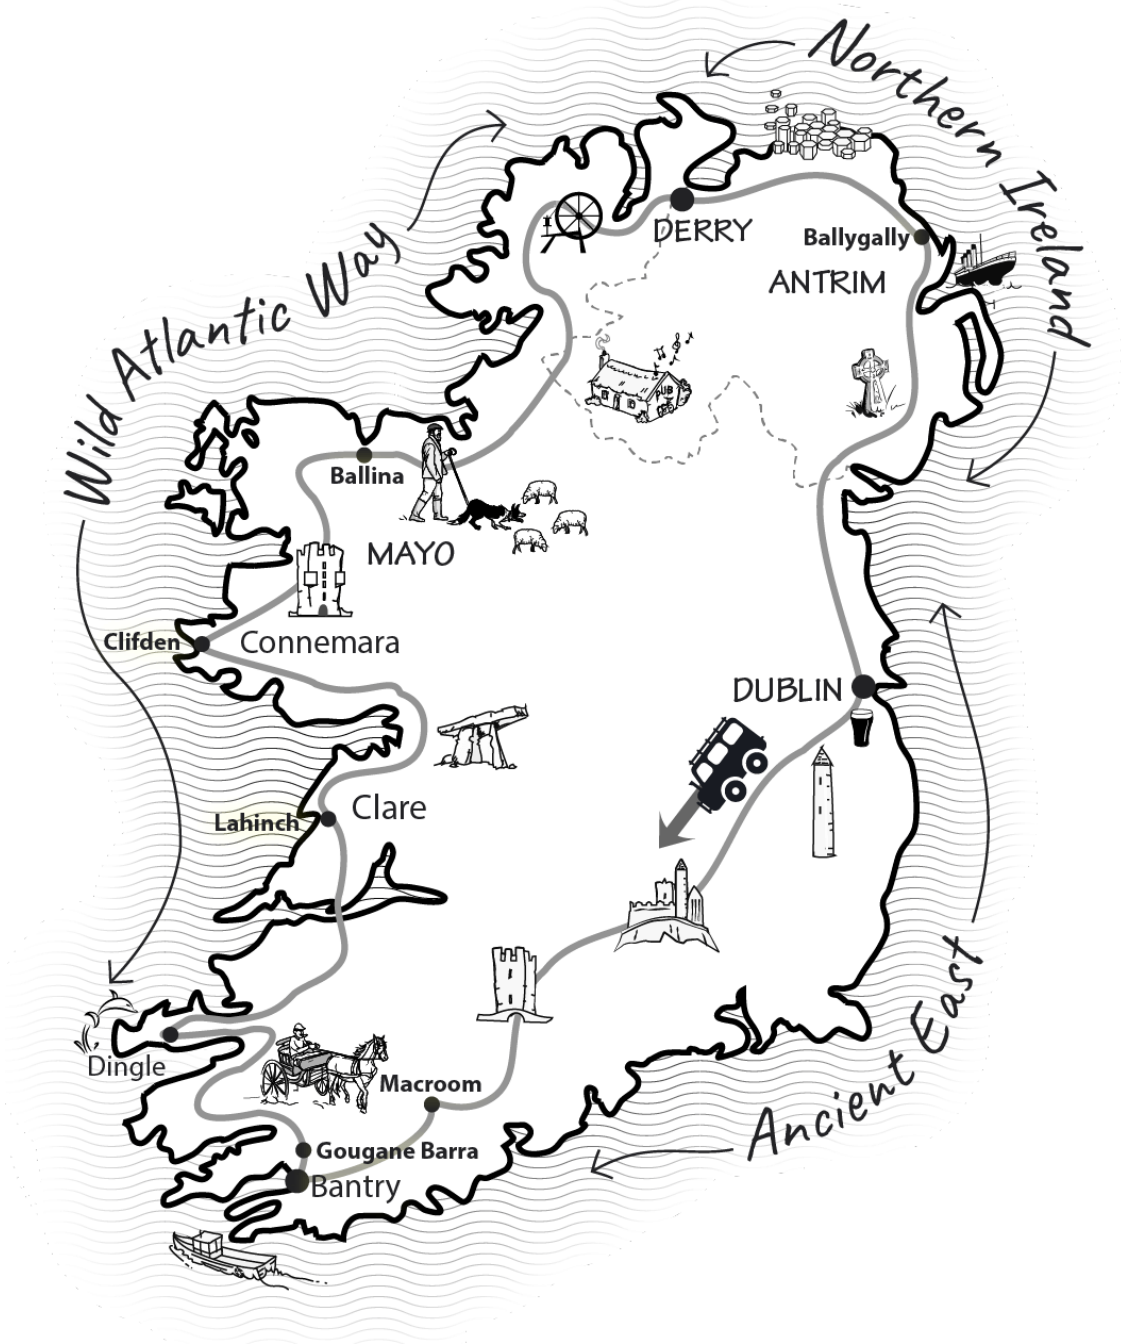 Northern Ireland
Wild Atlantic Way
DERRY
Ballygally
ANTRIM
PUB
Ballina
MAYO
Clifden
Connemara
DUBLIN
Clare
Lahinch
Ancient East
Dingle
Macroom
Gougane Barra
Bantry